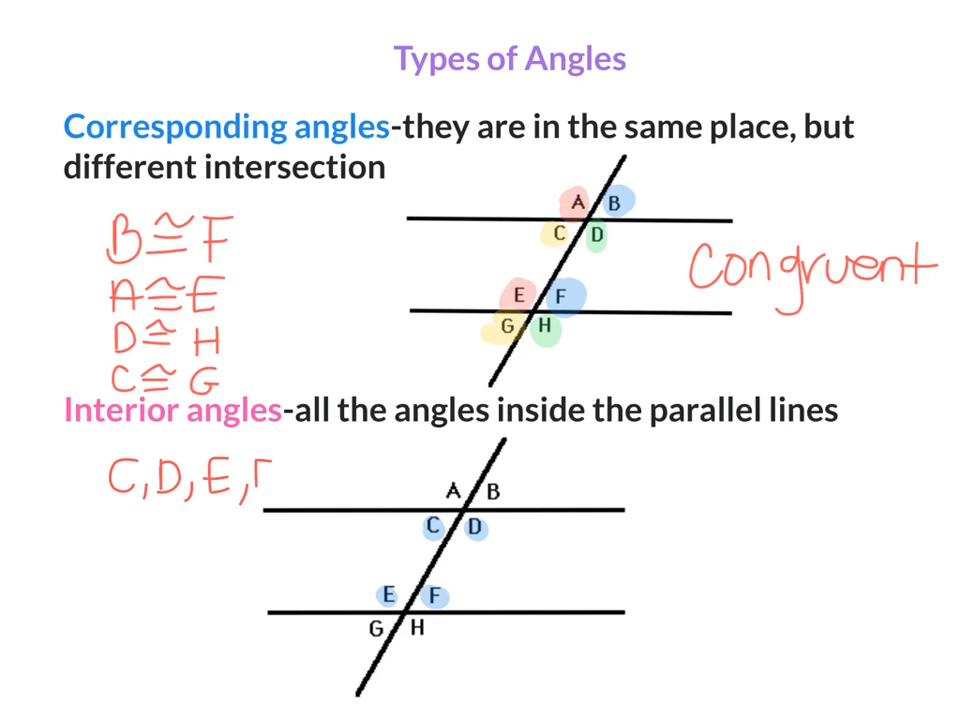 Types of Angles
Corresponding angles-they are in the same place, but
different intersection
A B
C D
E F
G H
B≅F
A≅E
D≅H
C≅G
Congruent
Interior angles-all the angles inside the parallel lines
C, D, E,
A B
C D
E F
G H